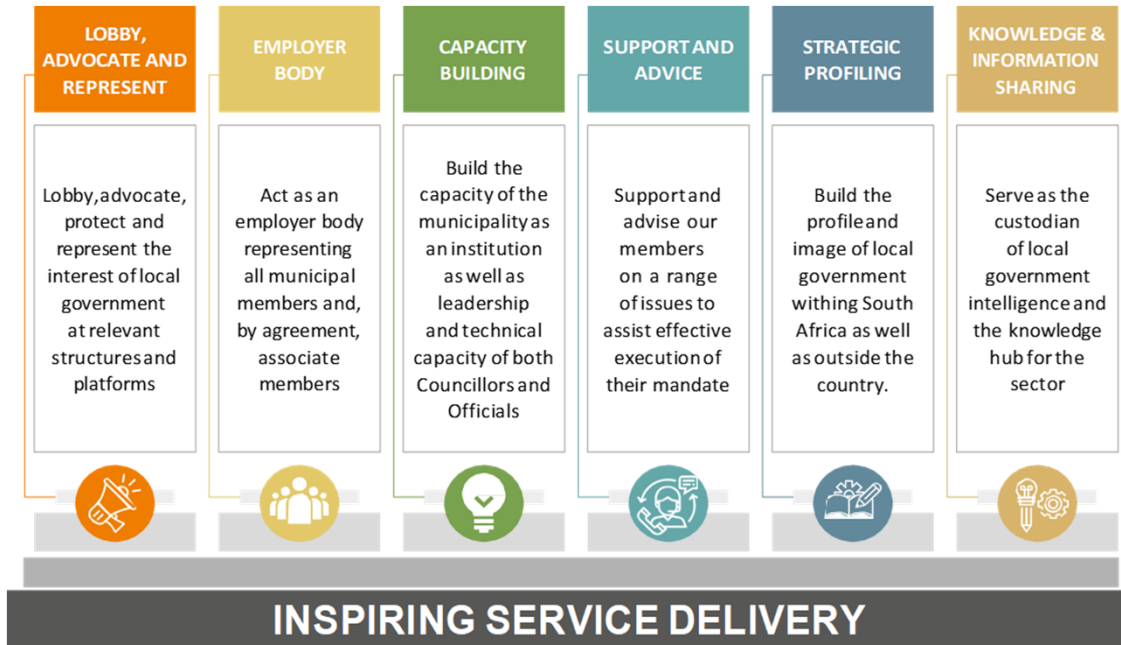 LOBBY,
ADVOCATE AND
REPRESENT
EMPLOYER
BODY
CAPACITY
BUILDING
SUPPORT AND
ADVICE
STRATEGIC
PROFILING
KNOWLEDGE &
INFORMATION
SHARING
Lobby, advocate,
protect and
represent the
interest of local
government
at relevant
structures and
platforms
Act as an
employer body
representing
all municipal
members and,
by agreement,
associate
members
Build the
capacity of the
municipality as
an institution
as well as
leadership
and technical
capacity of both
Councillors and
Officials
Support and
advise our
members
on a range
of issues to
assist effective
execution of
their mandate
Build the
profile and
image of local
government
withing South
Africa as well
as outside the
country.
Serve as the
custodian
of local
government
intelligence and
the knowledge
hub for the
sector
INSPIRING SERVICE DELIVERY